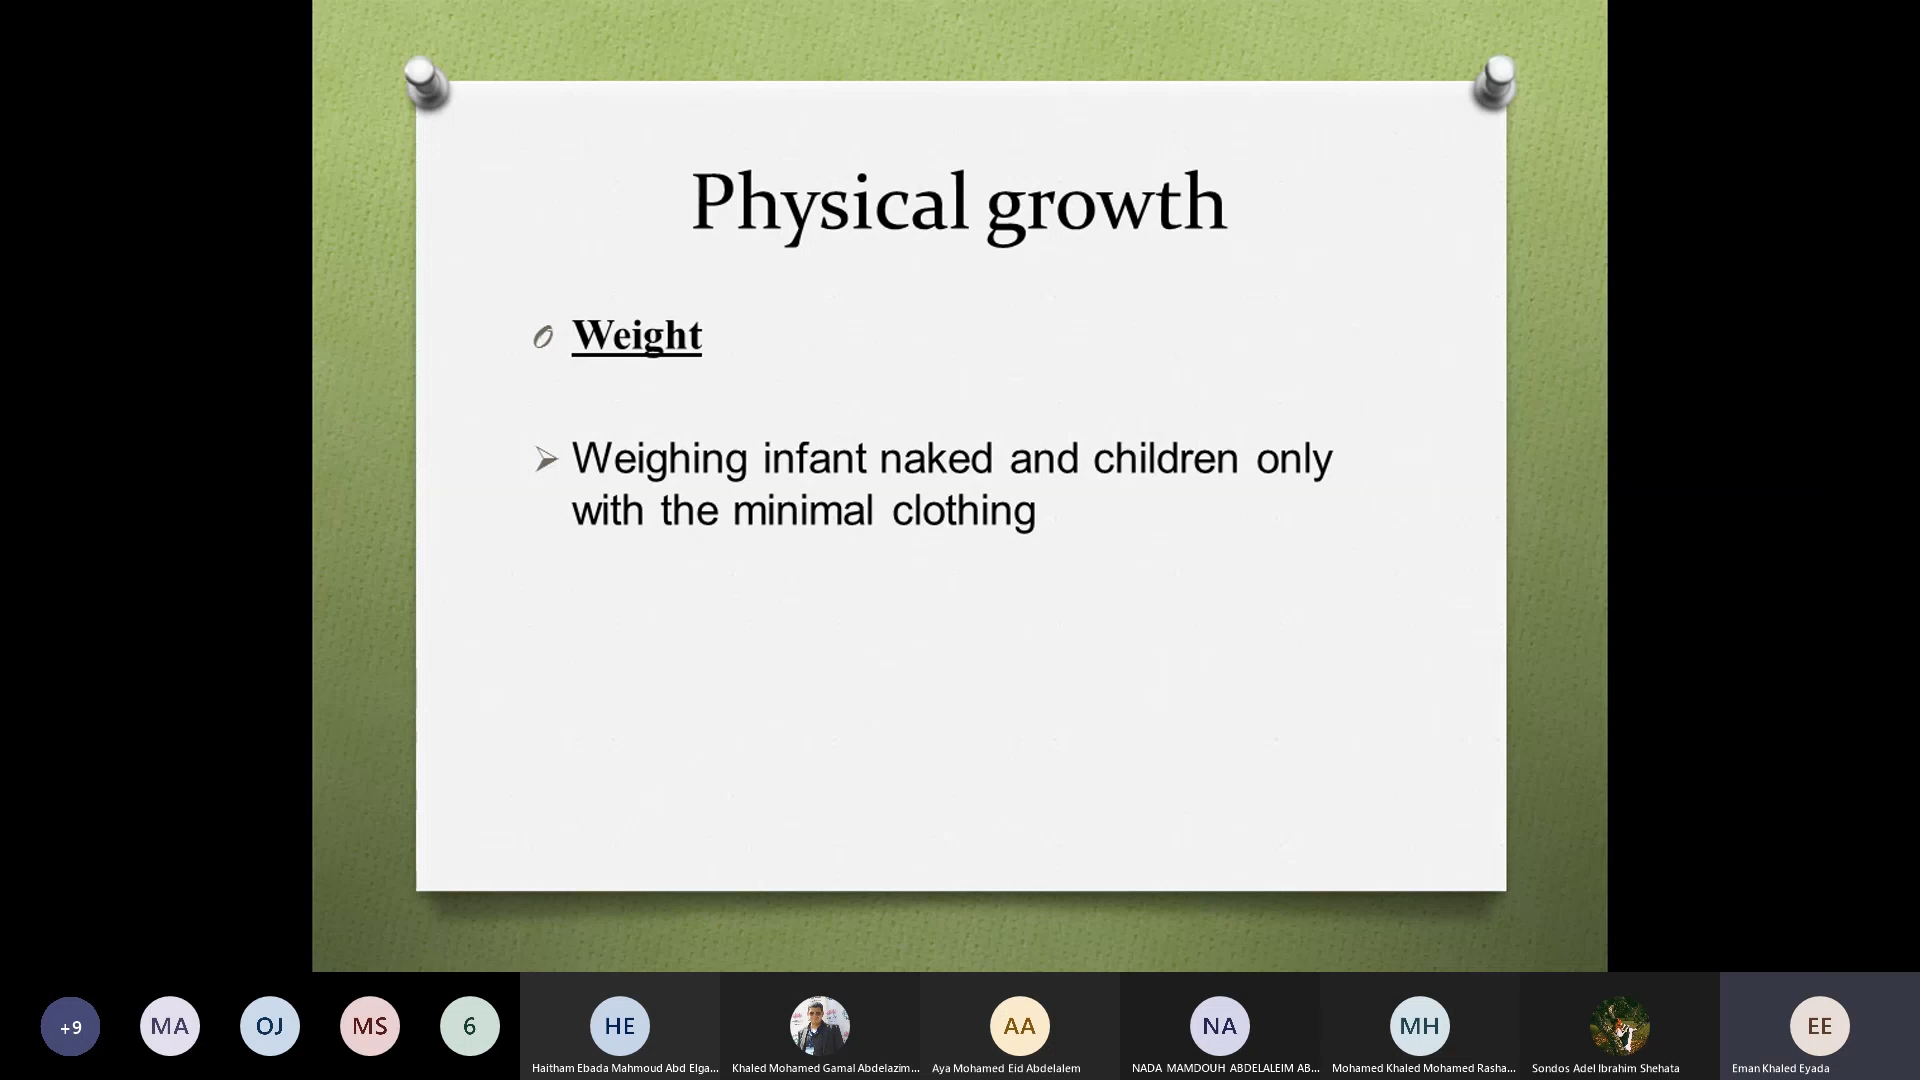 Physical growth
Weight
Weighing infant naked and children only
with the minimal clothing
+9
MA
OJ
MS
6
HE
AA
NA
MH
EE
Haitham Ebada Mahmoud Abd Elga...
Khaled Mohamed Gamal Abdelazim...
Aya Mohamed Eid Abdelalem
NADA MAMDOUH ABDELALEIM AB...
Mohamed Khaled Mohamed Rasha...
Sondos Adel Ibrahim Shehata
Eman Khaled Eyada